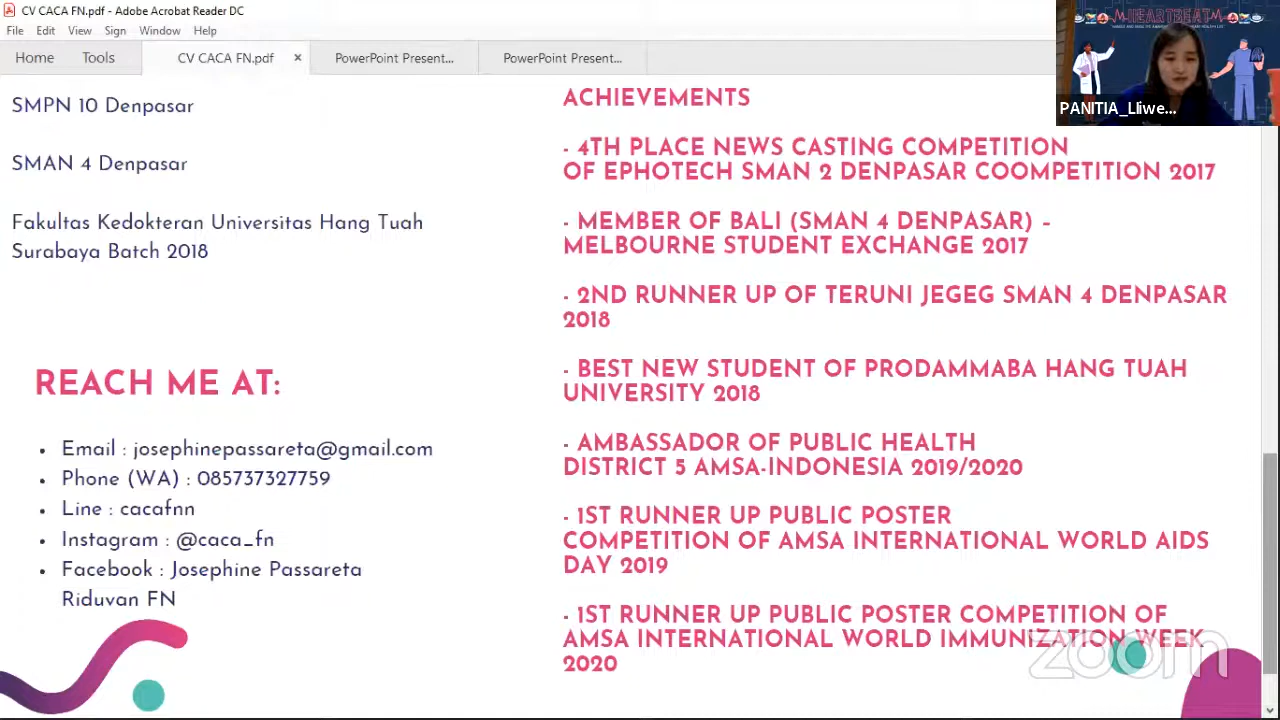 CV CACA FN.pdf - Adobe Acrobat Reader DC
File Edit View Sign Window Help
Home Tools CV CACA FN.pdf × PowerPoint Present... PowerPoint Present...
HEARTBEAT
PANITIA_Lliwe...
SMPN 10 Denpasar
SMAN 4 Denpasar
Fakultas Kedokteran Universitas Hang Tuah
Surabaya Batch 2018
REACH ME AT:
• Email : josephinepassareta@gmail.com
• Phone (WA) : 085737327759
• Line : cacafnn
• Instagram : @caca_fn
• Facebook : Josephine Passareta
Riduvan FN
ACHIEVEMENTS
- 4TH PLACE NEWS CASTING COMPETITION
OF EPHOTECH SMAN 2 DENPASAR COOMPETITION 2017
- MEMBER OF BALI (SMAN 4 DENPASAR) –
MELBOURNE STUDENT EXCHANGE 2017
- 2ND RUNNER UP OF TERUNI JEGEG SMAN 4 DENPASAR
2018
- BEST NEW STUDENT OF PRODAMMABA HANG TUAH
UNIVERSITY 2018
- AMBASSADOR OF PUBLIC HEALTH
DISTRICT 5 AMSA-INDONESIA 2019/2020
- 1ST RUNNER UP PUBLIC POSTER
COMPETITION OF AMSA INTERNATIONAL WORLD AIDS
DAY 2019
- 1ST RUNNER UP PUBLIC POSTER COMPETITION OF
AMSA INTERNATIONAL WORLD IMMUNIZATION WEEK
2020
zoom